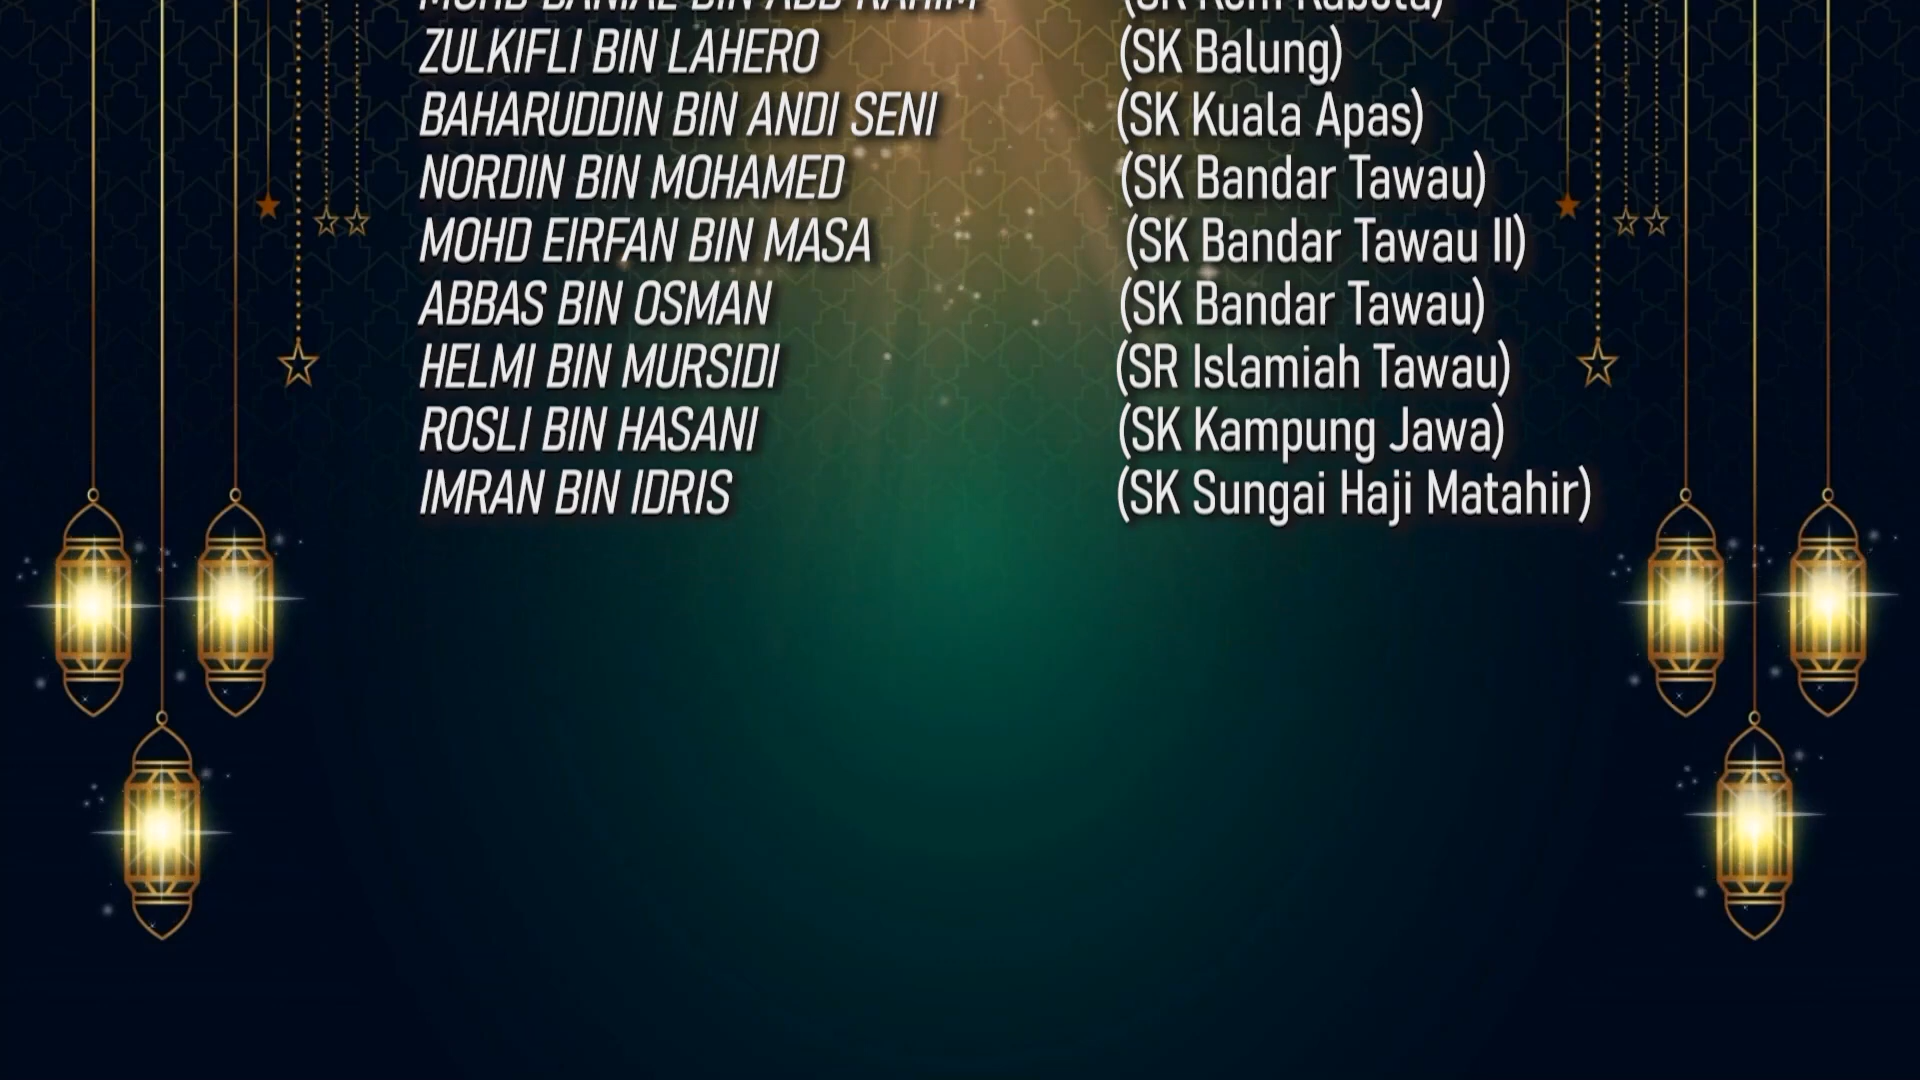 ZULKIFLI BIN LAHERO (SK Balung)
BAHARUDDIN BIN ANDI SENI (SK Kuala Apas)
NORDIN BIN MOHAMED (SK Bandar Tawau)
MOHD EIRFAN BIN MASA (SK Bandar Tawau II)
ABBAS BIN OSMAN (SK Bandar Tawau)
HELMI BIN MURSIDI (SR Islamiah Tawau)
ROSLI BIN HASANI (SK Kampung Jawa)
IMRAN BIN IDRIS (SK Sungai Haji Matahir)